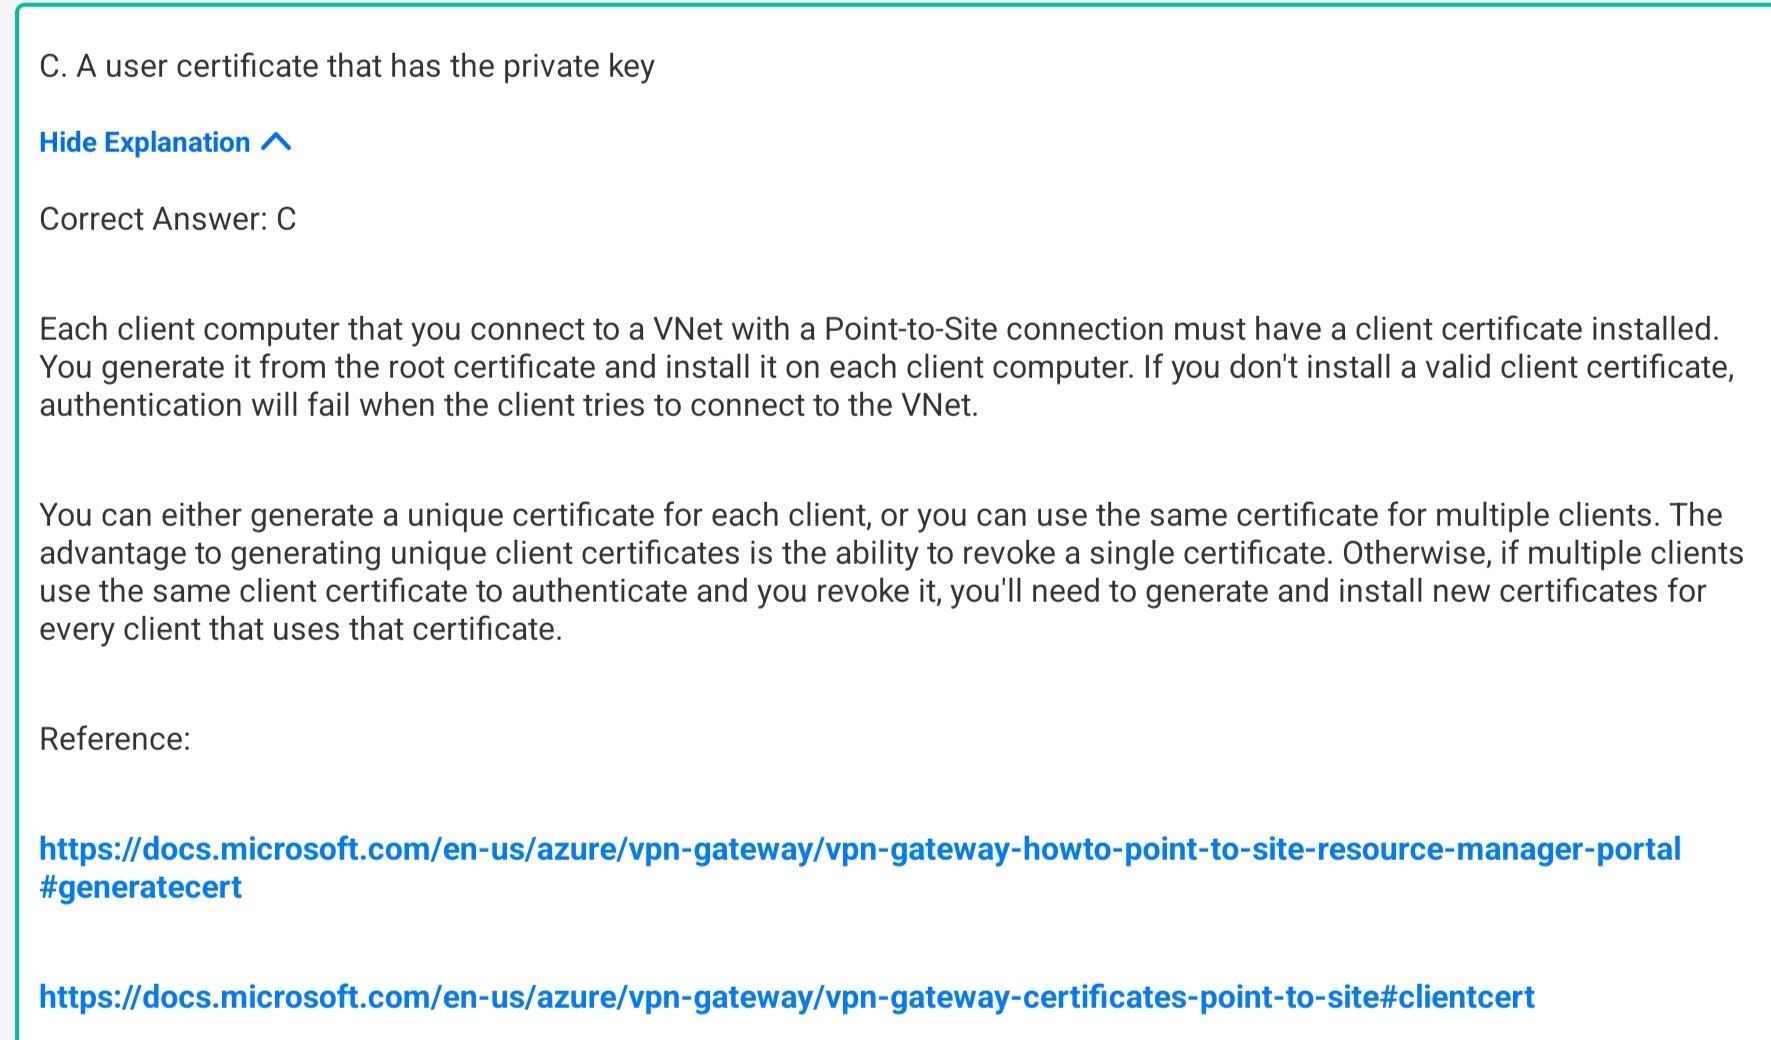 C. A user certificate that has the private key
Hide Explanation
Correct Answer: C
Each client computer that you connect to a VNet with a Point-to-Site connection must have a client certificate installed.
You generate it from the root certificate and install it on each client computer. If you don't install a valid client certificate,
authentication will fail when the client tries to connect to the VNet.
You can either generate a unique certificate for each client, or you can use the same certificate for multiple clients. The
advantage to generating unique client certificates is the ability to revoke a single certificate. Otherwise, if multiple clients
use the same client certificate to authenticate and you revoke it, you'll need to generate and install new certificates for
every client that uses that certificate.
Reference:
https://docs.microsoft.com/en-us/azure/vpn-gateway/vpn-gateway-howto-point-to-site-resource-manager-portal
#generatecert
https://docs.microsoft.com/en-us/azure/vpn-gateway/vpn-gateway-certificates-point-to-site#clientcert